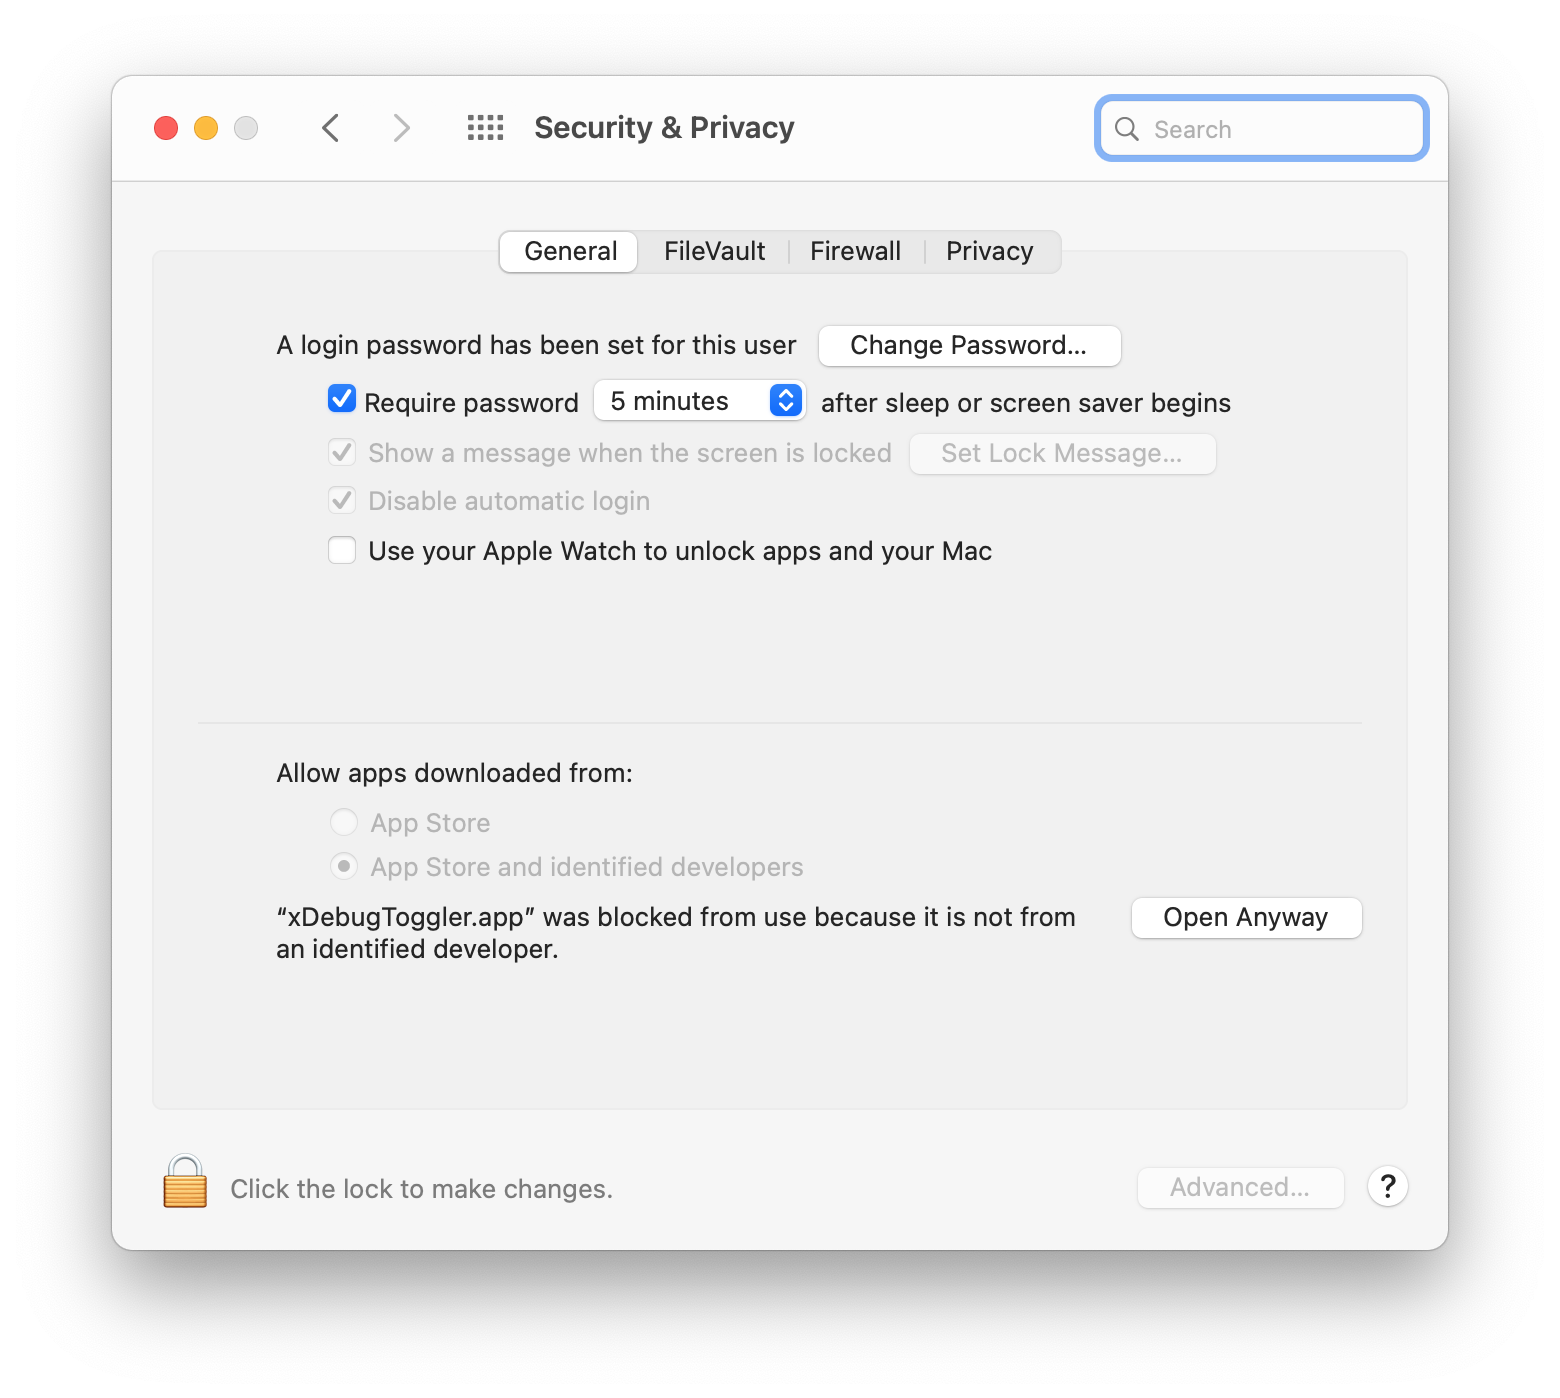 Security & Privacy
Search
General
FileVault
Firewall
Privacy
A login password has been set for this user
Change Password...
Require password
5 minutes
after sleep or screen saver begins
Show a message when the screen is locked
Set Lock Message...
Disable automatic login
Use your Apple Watch to unlock apps and your Mac
Allow apps downloaded from:
App Store
App Store and identified developers
“xDebugToggler.app” was blocked from use because it is not from
an identified developer.
Open Anyway
Click the lock to make changes.
Advanced...
?